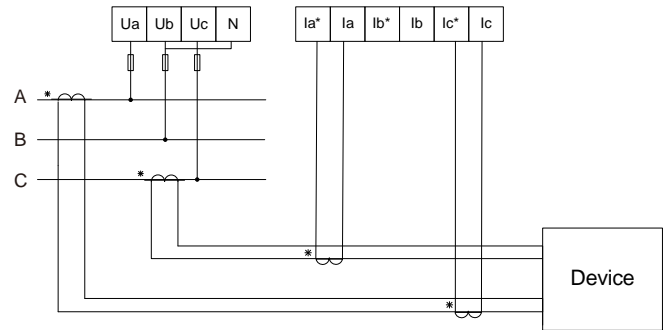 Ua Ub Uc N Ia* Ia Ib* Ib Ic* Ic
A *
B
C *
*
Device
*